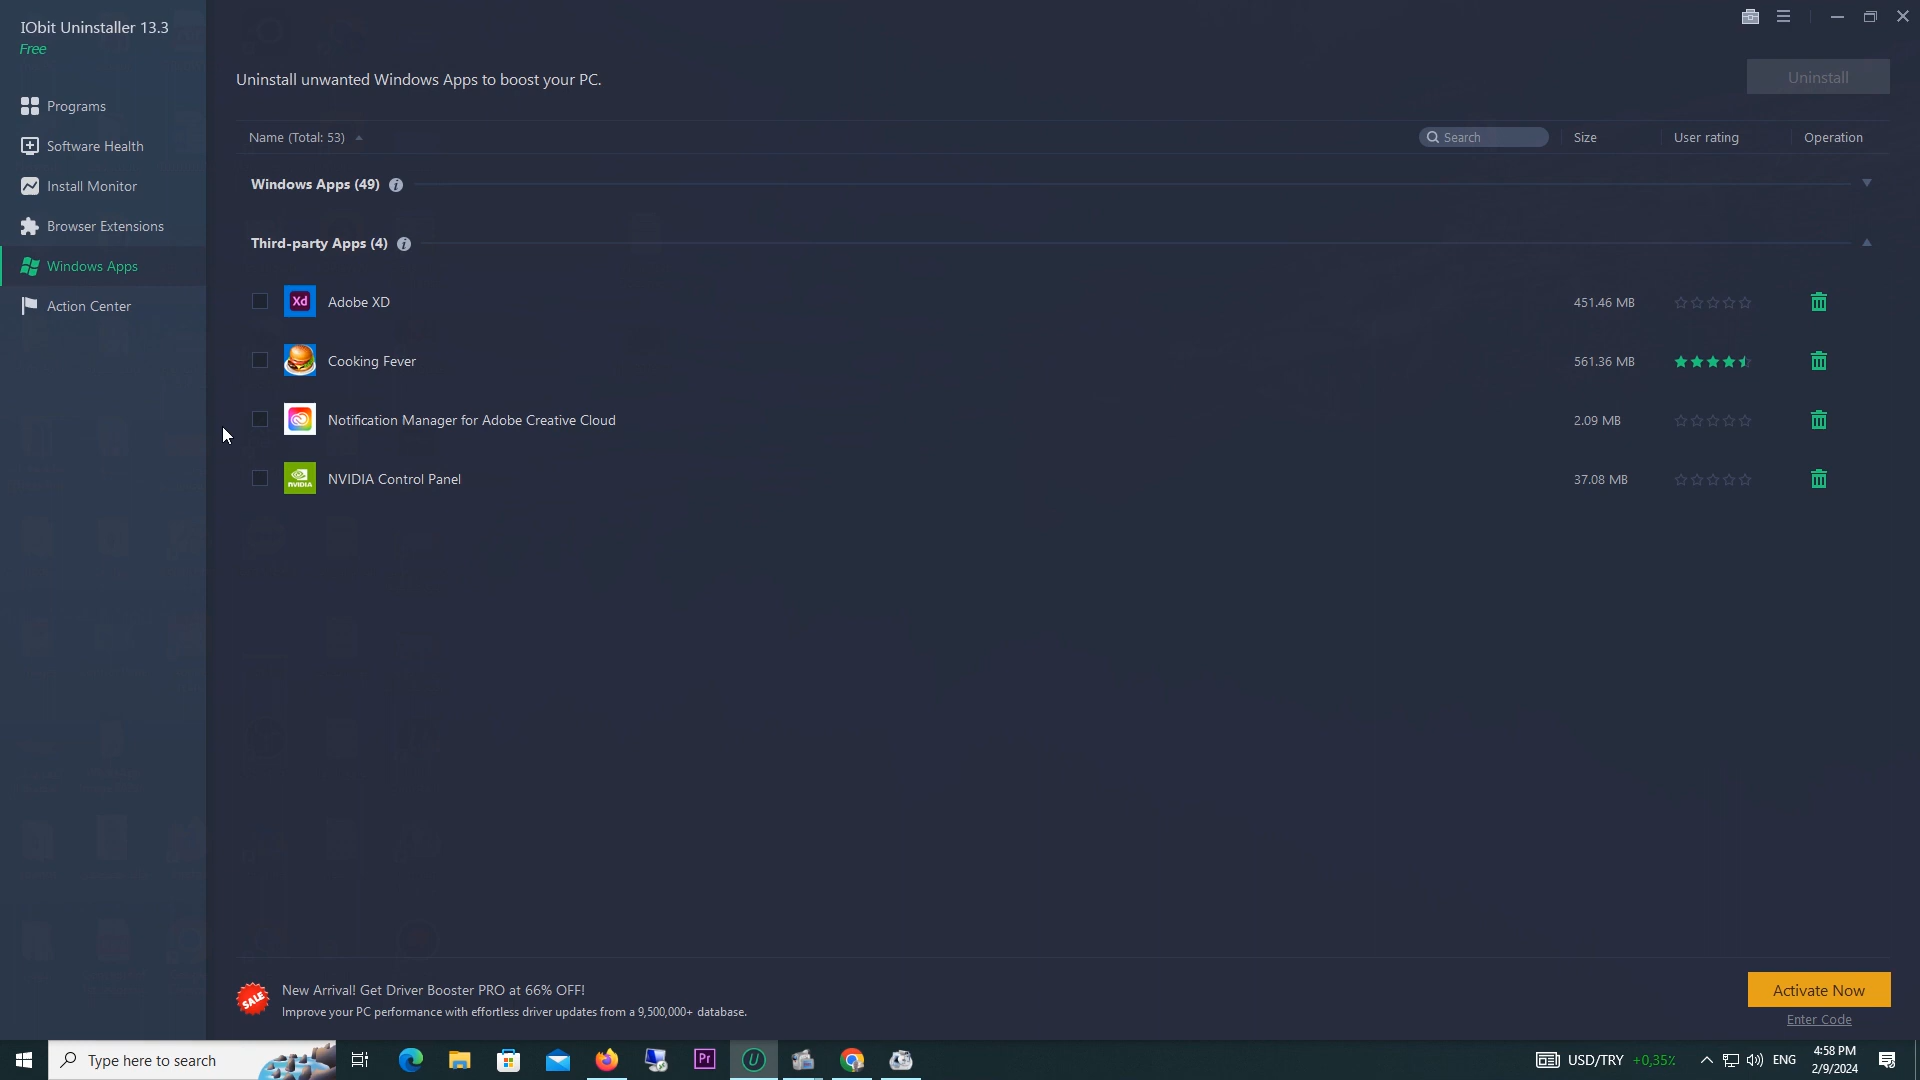 IObit Uninstaller 13.3
Free
Programs
Software Health
Install Monitor
Browser Extensions
Windows Apps
Action Center
Uninstall unwanted Windows Apps to boost your PC.
Uninstall
Name (Total: 53)
Search
Size
User rating
Operation
Windows Apps (49)
Third-party Apps (4)
Xd
Adobe XD
451.46 MB
Cooking Fever
561.36 MB
Notification Manager for Adobe Creative Cloud
2.09 MB
NVIDIA
NVIDIA Control Panel
37.08 MB
SALE
New Arrival! Get Driver Booster PRO at 66% OFF!
Improve your PC performance with effortless driver updates from a 9,500,000+ database.
Activate Now
Enter Code
Type here to search
Pr
U
USD/TRY +0,35%
ENG
4:58 PM
2/9/2024